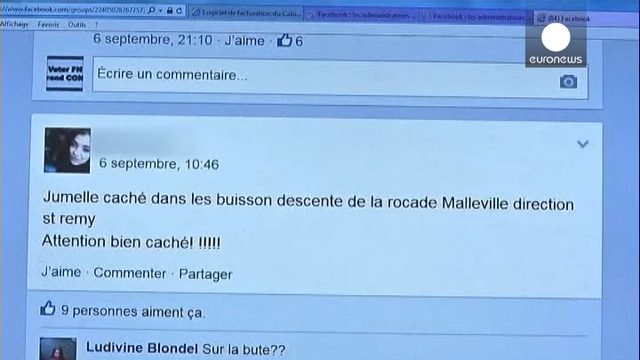 //www.facebook.com/groups/
Logiciel de facturation du
Facebook : les administrateurs
Facebook : les administrateurs
(84) Facebook
Affichage Favoris Outils ?
6 septembre, 21:10 · J'aime · 6
euronews
Voter FN
rend CON
Écrire un commentaire...
6 septembre, 10:46
Jumelle caché dans les buisson descente de la rocade Malleville direction
st remy
Attention bien caché! !!!!!
J'aime · Commenter · Partager
9 personnes aiment ça.
Ludivine Blondel Sur la bute??